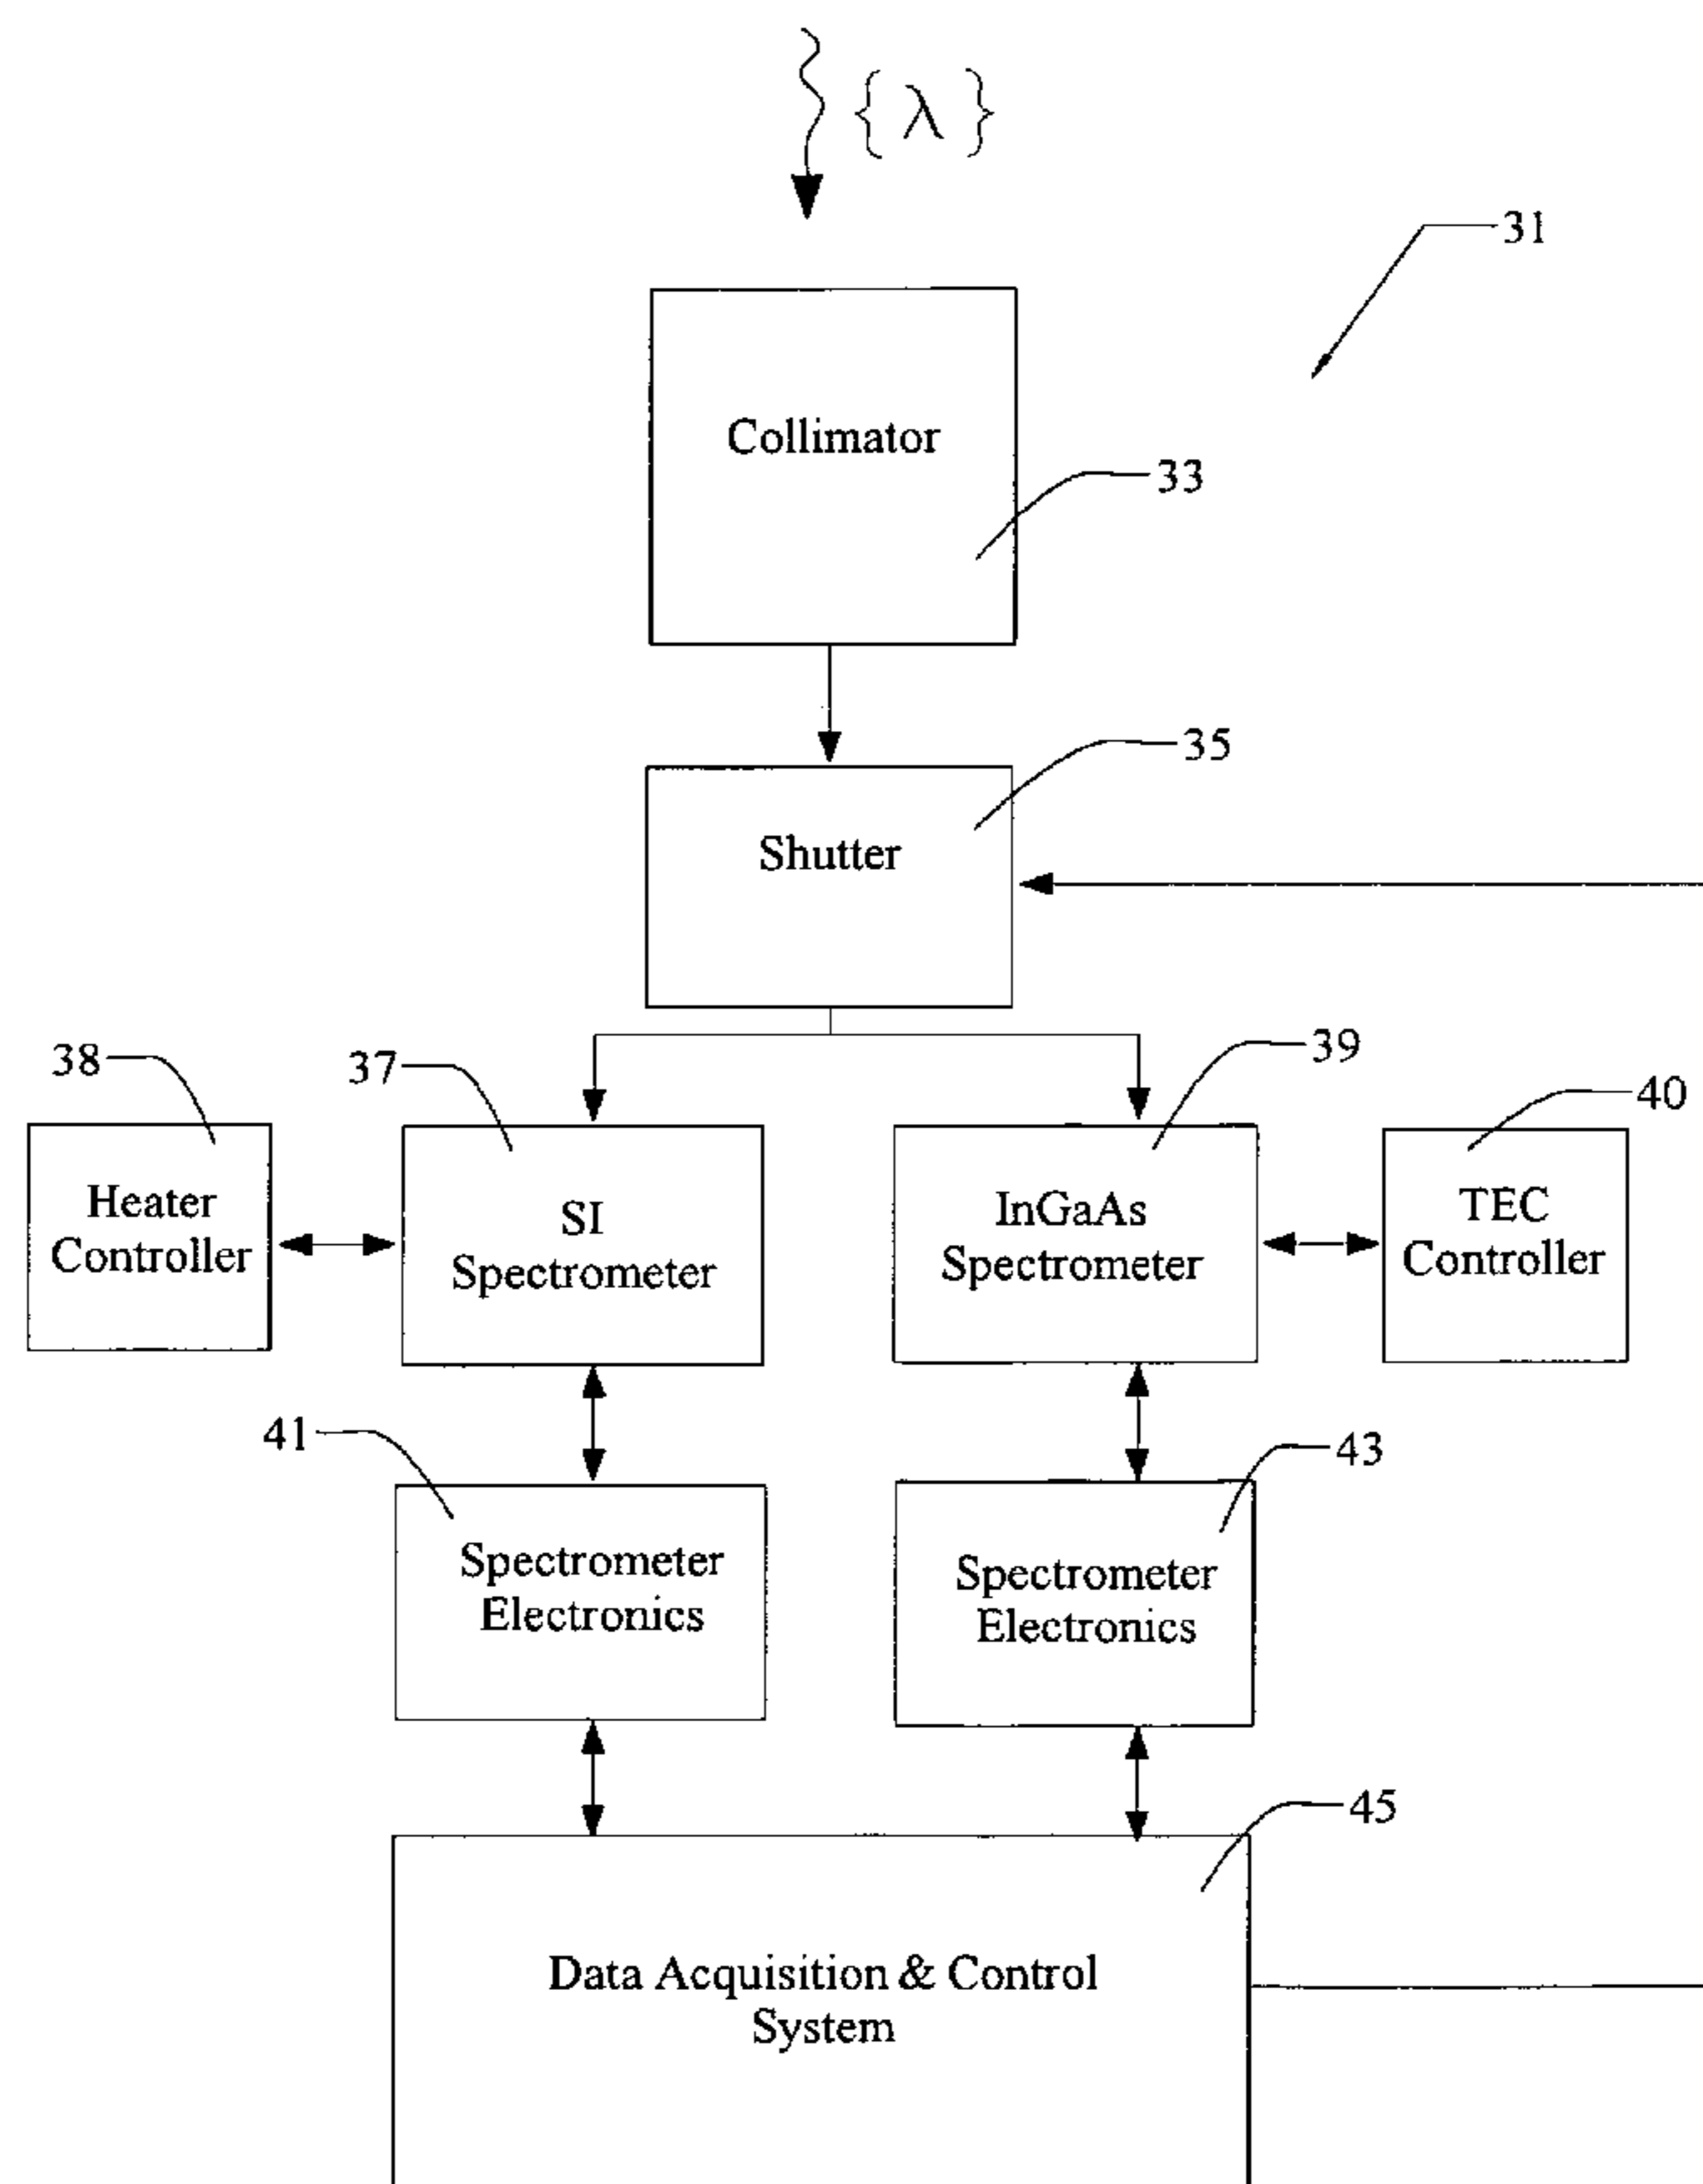 { λ }
31
Collimator
33
35
Shutter
38
37
39
40
Heater
Controller
SI
Spectrometer
InGaAs
Spectrometer
TEC
Controller
41
43
Spectrometer
Electronics
Spectrometer
Electronics
45
Data Acquisition & Control
System